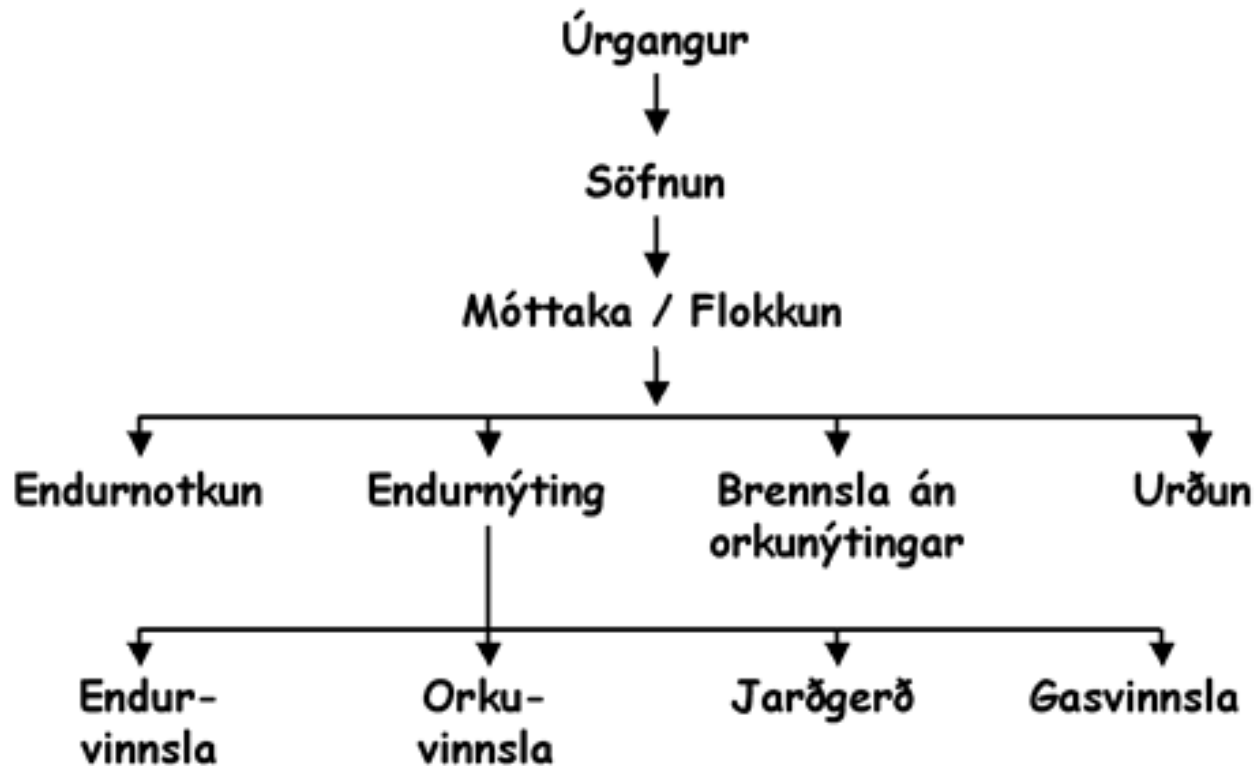 Úrgangur
Söfnun
Móttaka / Flokkun
Endurnotkun
Endurnýting
Brennsla án
orkunýtingar
Urðun
Endur-
vinnsla
Orku-
vinnsla
Jarðgerð
Gasvinnsla